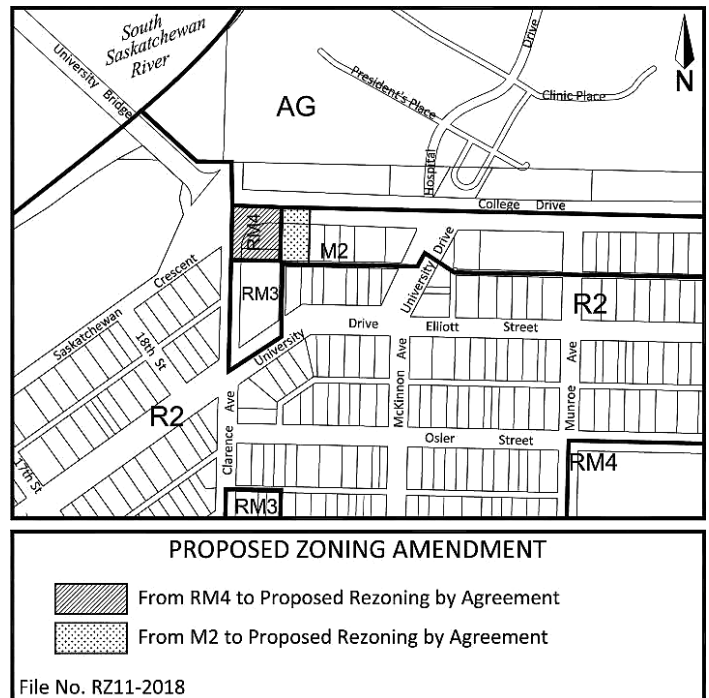 South
Saskatchewan
River
University Bridge
Drive
N
President's Place
Clinic Place
AG
Hospital
College Drive
RM4
M2
University Drive
Crescent
Saskatchewan
RM3
R2
Drive
Elliott Street
University
18th St
Ave
McKinnon
Ave
Munroe
R2
Ave
Clarence
Osler Street
17th St
RM4
RM3
PROPOSED ZONING AMENDMENT
From RM4 to Proposed Rezoning by Agreement
From M2 to Proposed Rezoning by Agreement
File No. RZ11-2018